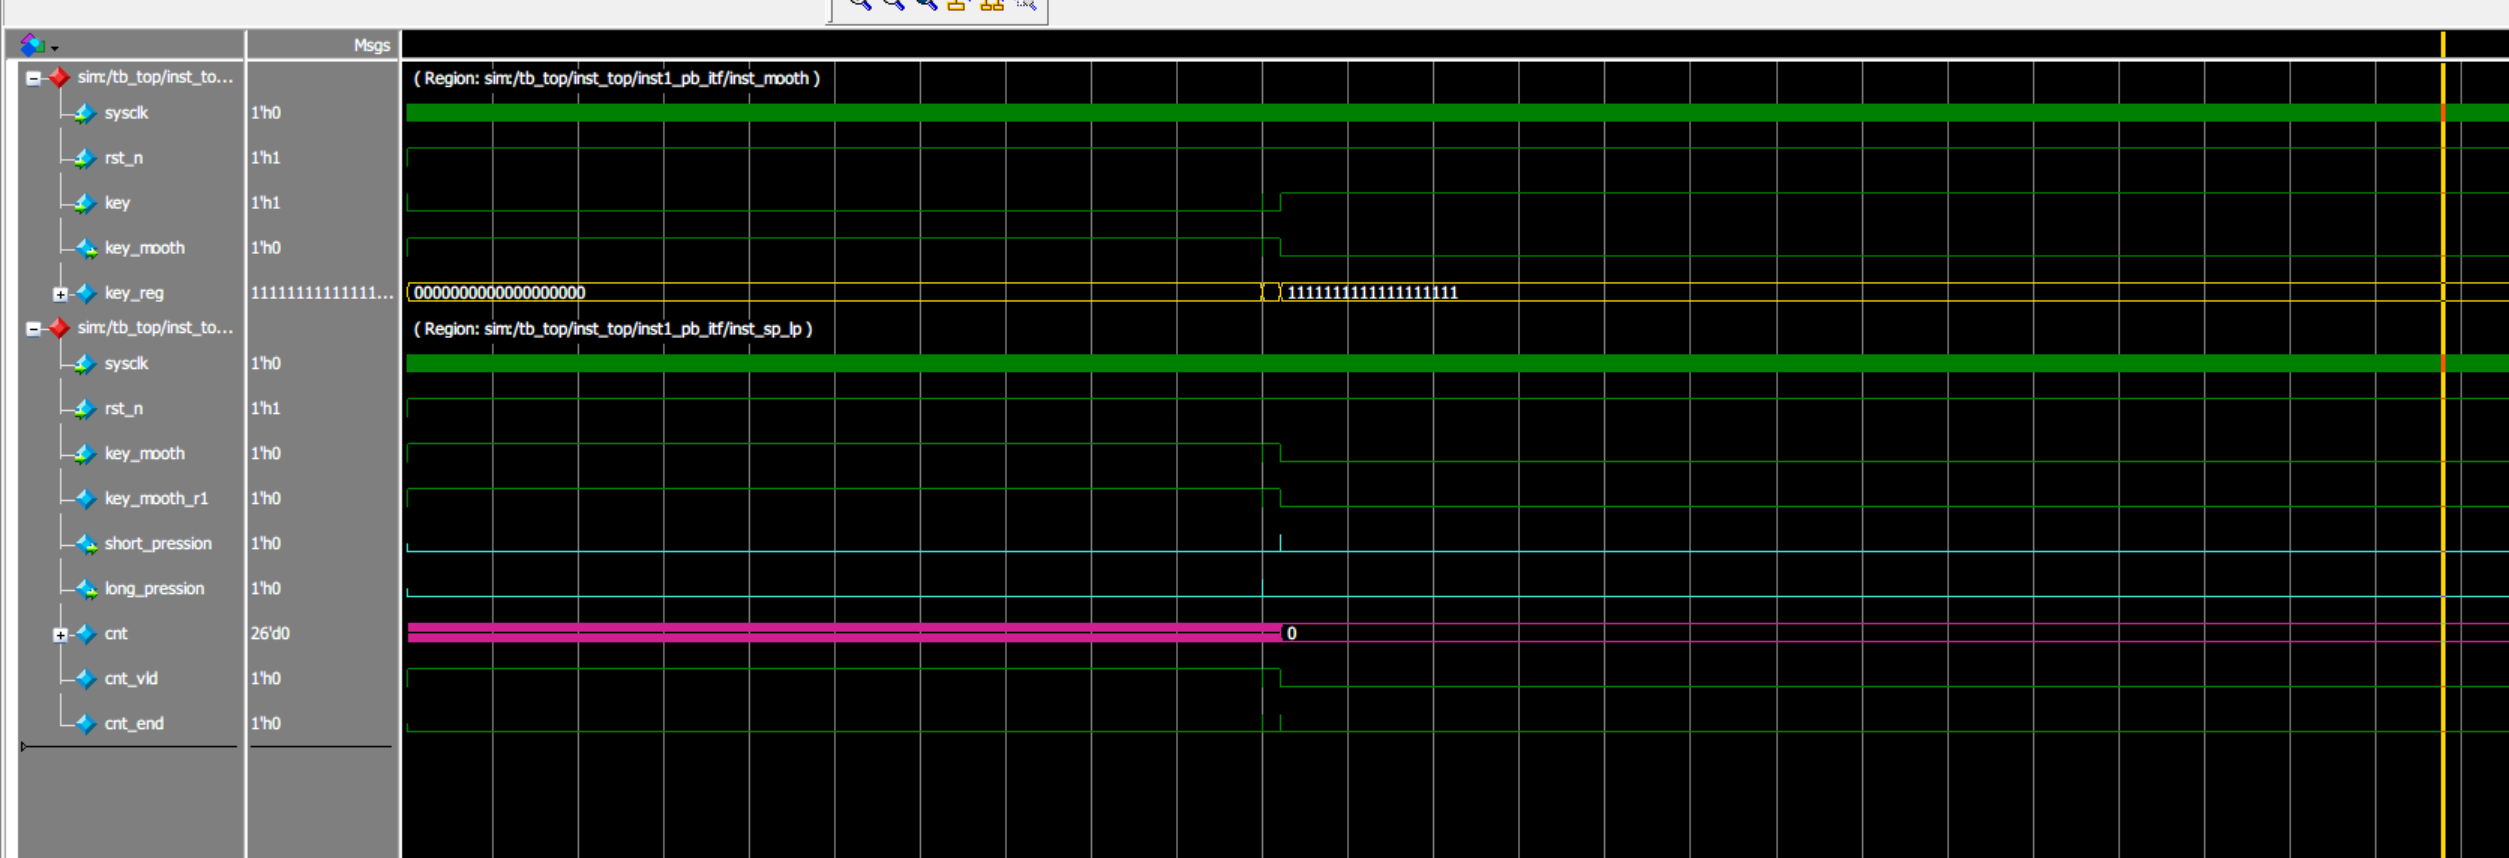 Msgs
sim:/tb_top/inst_to... ( Region: sim:/tb_top/inst_top/inst1_pb_itf/inst_mooth )
sysclk 1'h0
rst_n 1'h1
key 1'h1
key_mooth 1'h0
key_reg 11111111111111... 00000000000000000000 11111111111111111111
sim:/tb_top/inst_to... ( Region: sim:/tb_top/inst_top/inst1_pb_itf/inst_sp_lp )
sysclk 1'h0
rst_n 1'h1
key_mooth 1'h0
key_mooth_r1 1'h0
short_pression 1'h0
long_pression 1'h0
cnt 26'd0 0
cnt_vld 1'h0
cnt_end 1'h0